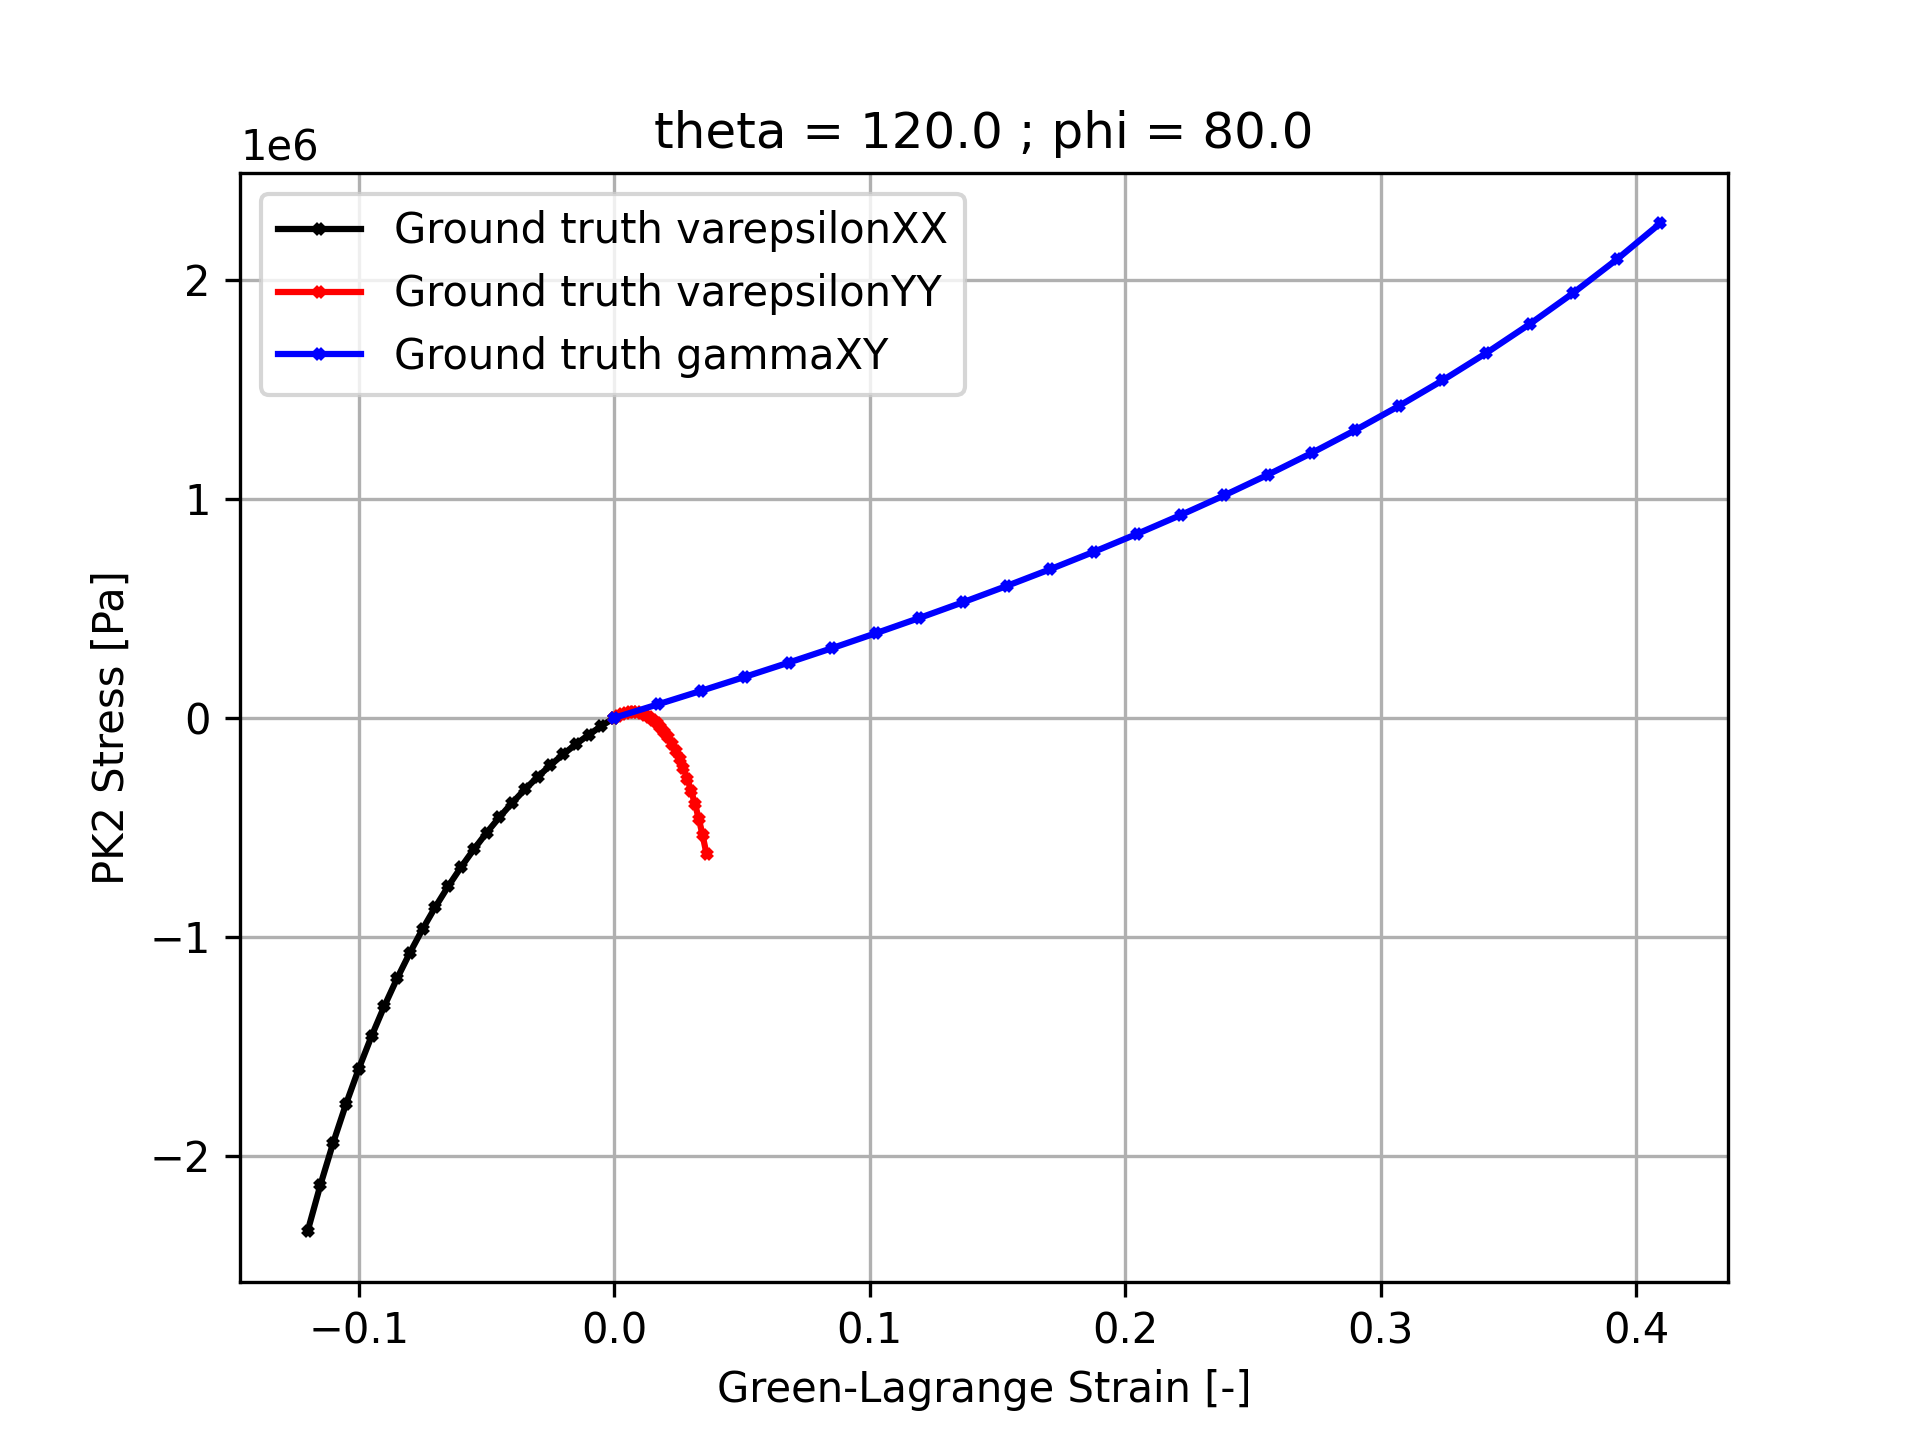 theta = 120.0 ; phi = 80.0
1e6
Ground truth varepsilonXX
Ground truth varepsilonYY
Ground truth gammaXY
2
1
0
−1
−2
PK2 Stress [Pa]
−0.1 0.0 0.1 0.2 0.3 0.4
Green-Lagrange Strain [-]